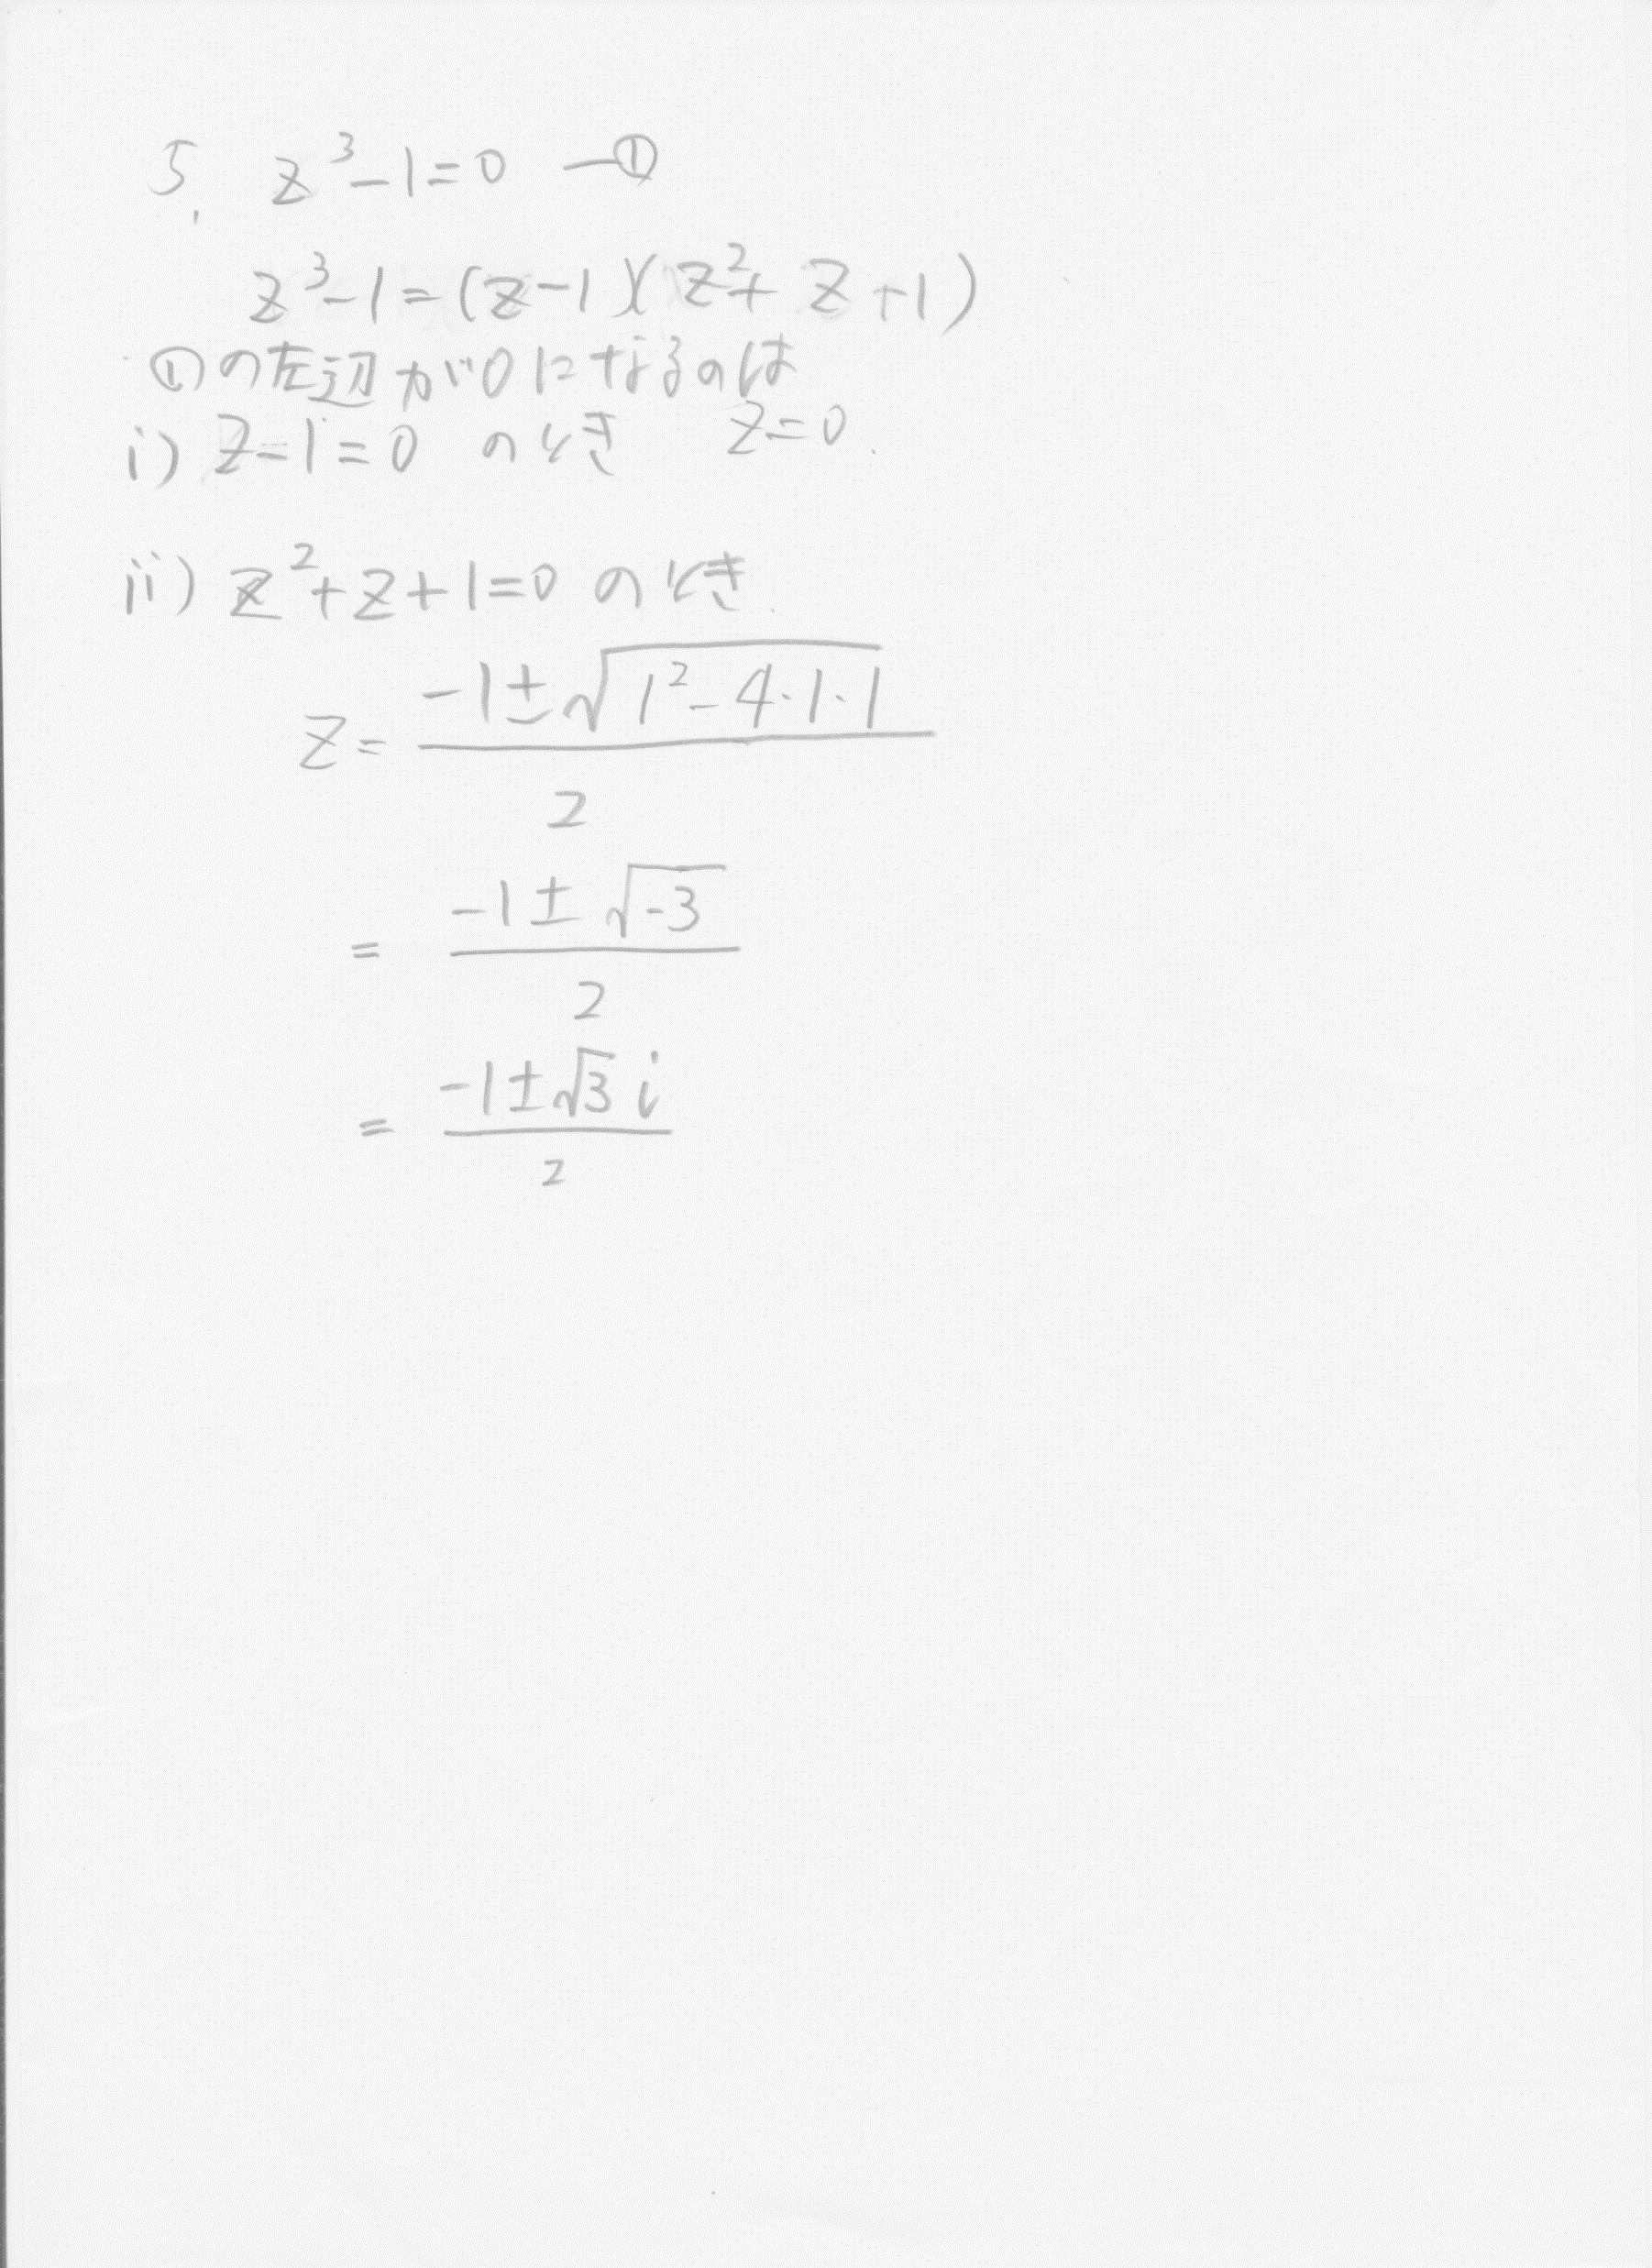 5. z³-1=0 -①
z³-1=(z-1)(z²+z+1)
①の左辺が0になるのは
i) z-1=0 のとき z=0.
ii) z²+z+1=0 のとき.
z= (-1±√(1²-4·1·1))/2
= (-1±√(-3))/2
= (-1±√3 i)/2